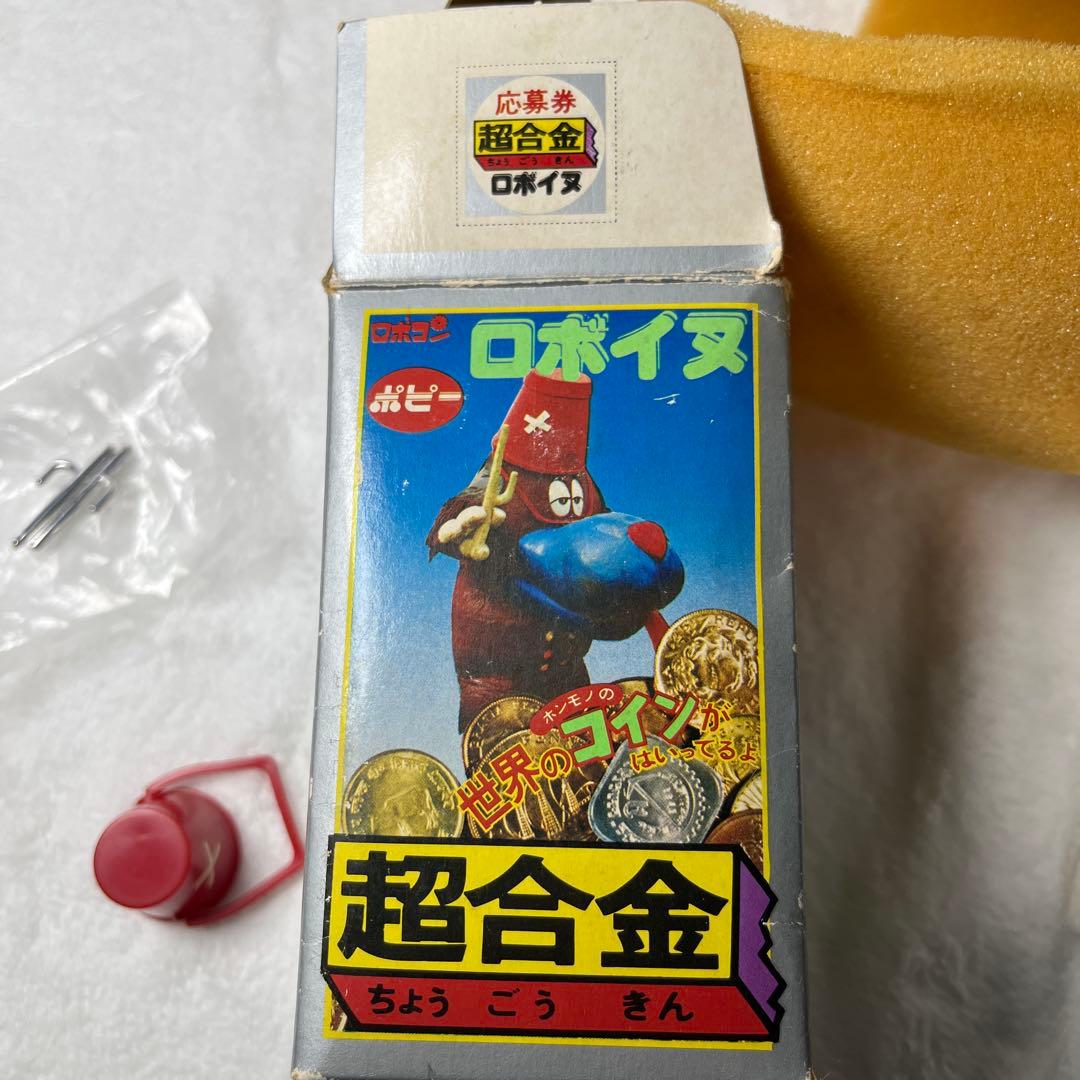 応募券
超合金
ちょう ごう きん
ロボイヌ
ロボコン
ロボイヌ
ポピー
ホンモノの
世界のコインが
はいってるよ
超合金
ちょう ごう きん